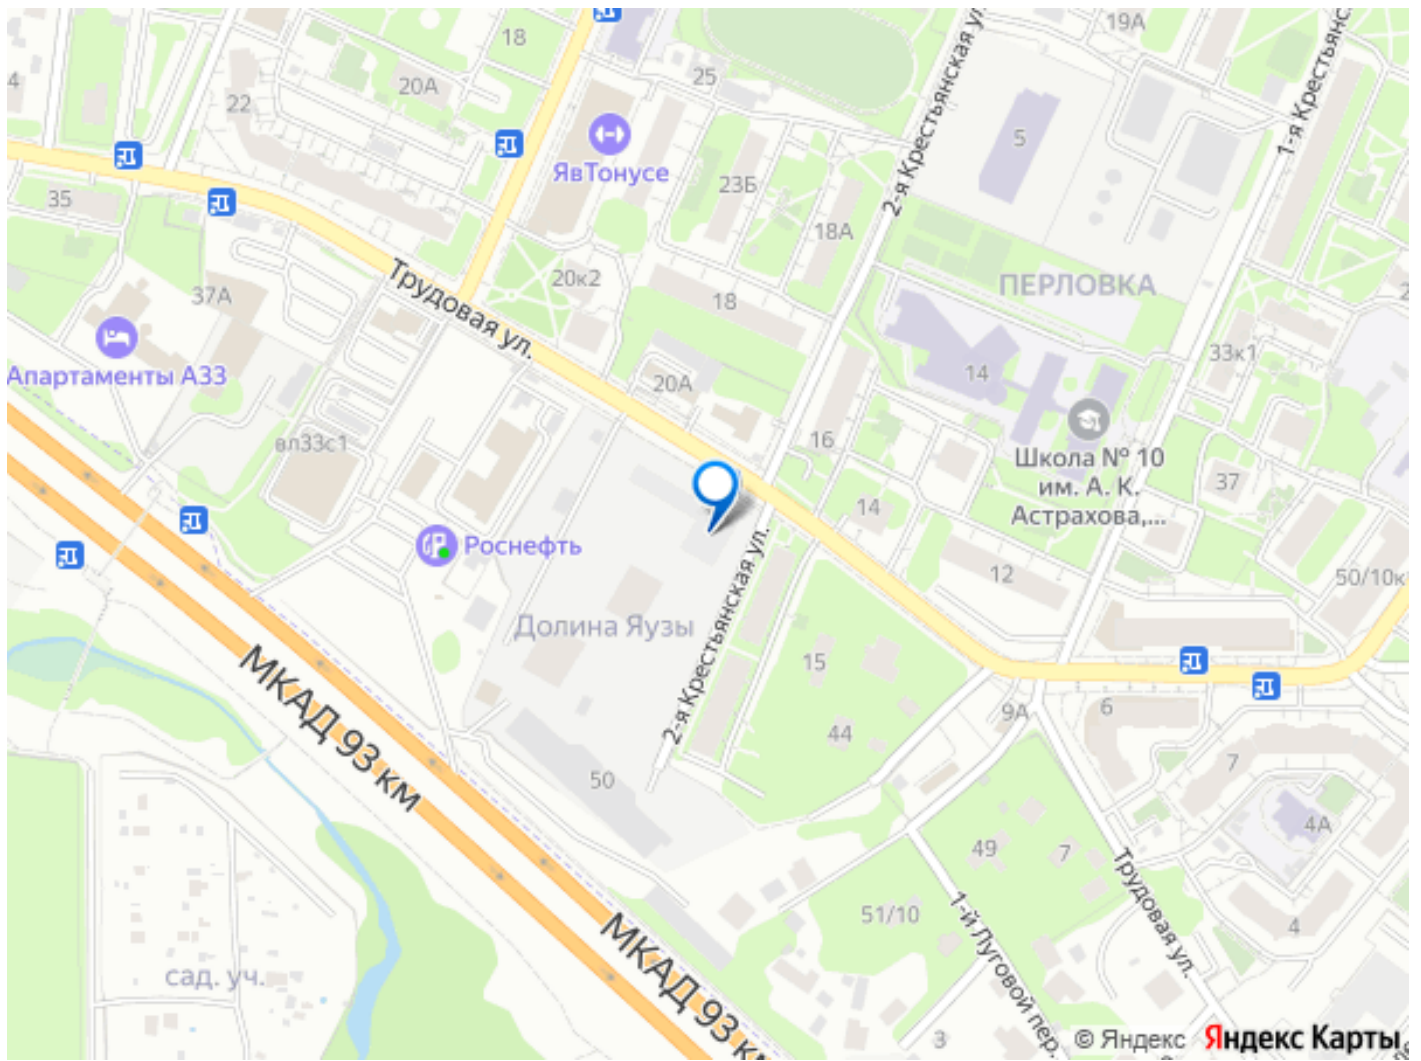 18
19А
1-я Крестьянск
2-я Крестьянская ул.
4
22
20А
25
5
ЯвТонусе
23Б
35
18А
37А
20к2
18
ПЕРЛОВКА
Трудовая ул.
33к1
Апартаменты А33
20А
14
вл33с1
16
Школа № 10
им. А. К.
Астрахова,...
37
14
Роснефть
12
50/10к
Долина Яузы
2-я Крестьянская ул.
15
МКАД 93 км
9А
6
44
7
50
4А
49
7
Трудовая ул.
51/10
1-й Луговой пер.
4
сад. уч.
МКАД 93 км
3
© Яндекс Яндекс Карты